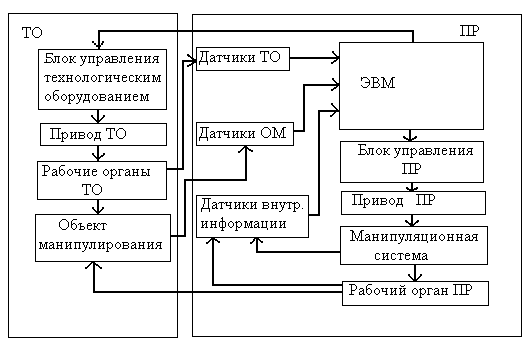 ТО
Блок управления
технологическим
оборудованием
Привод ТО
Рабочие органы
ТО
Объект
манипулирования
ПР
Датчики ТО
Датчики ОМ
Датчики внутр.
информации
ЭВМ
Блок управления
ПР
Привод ПР
Манипуляционная
система
Рабочий орган ПР